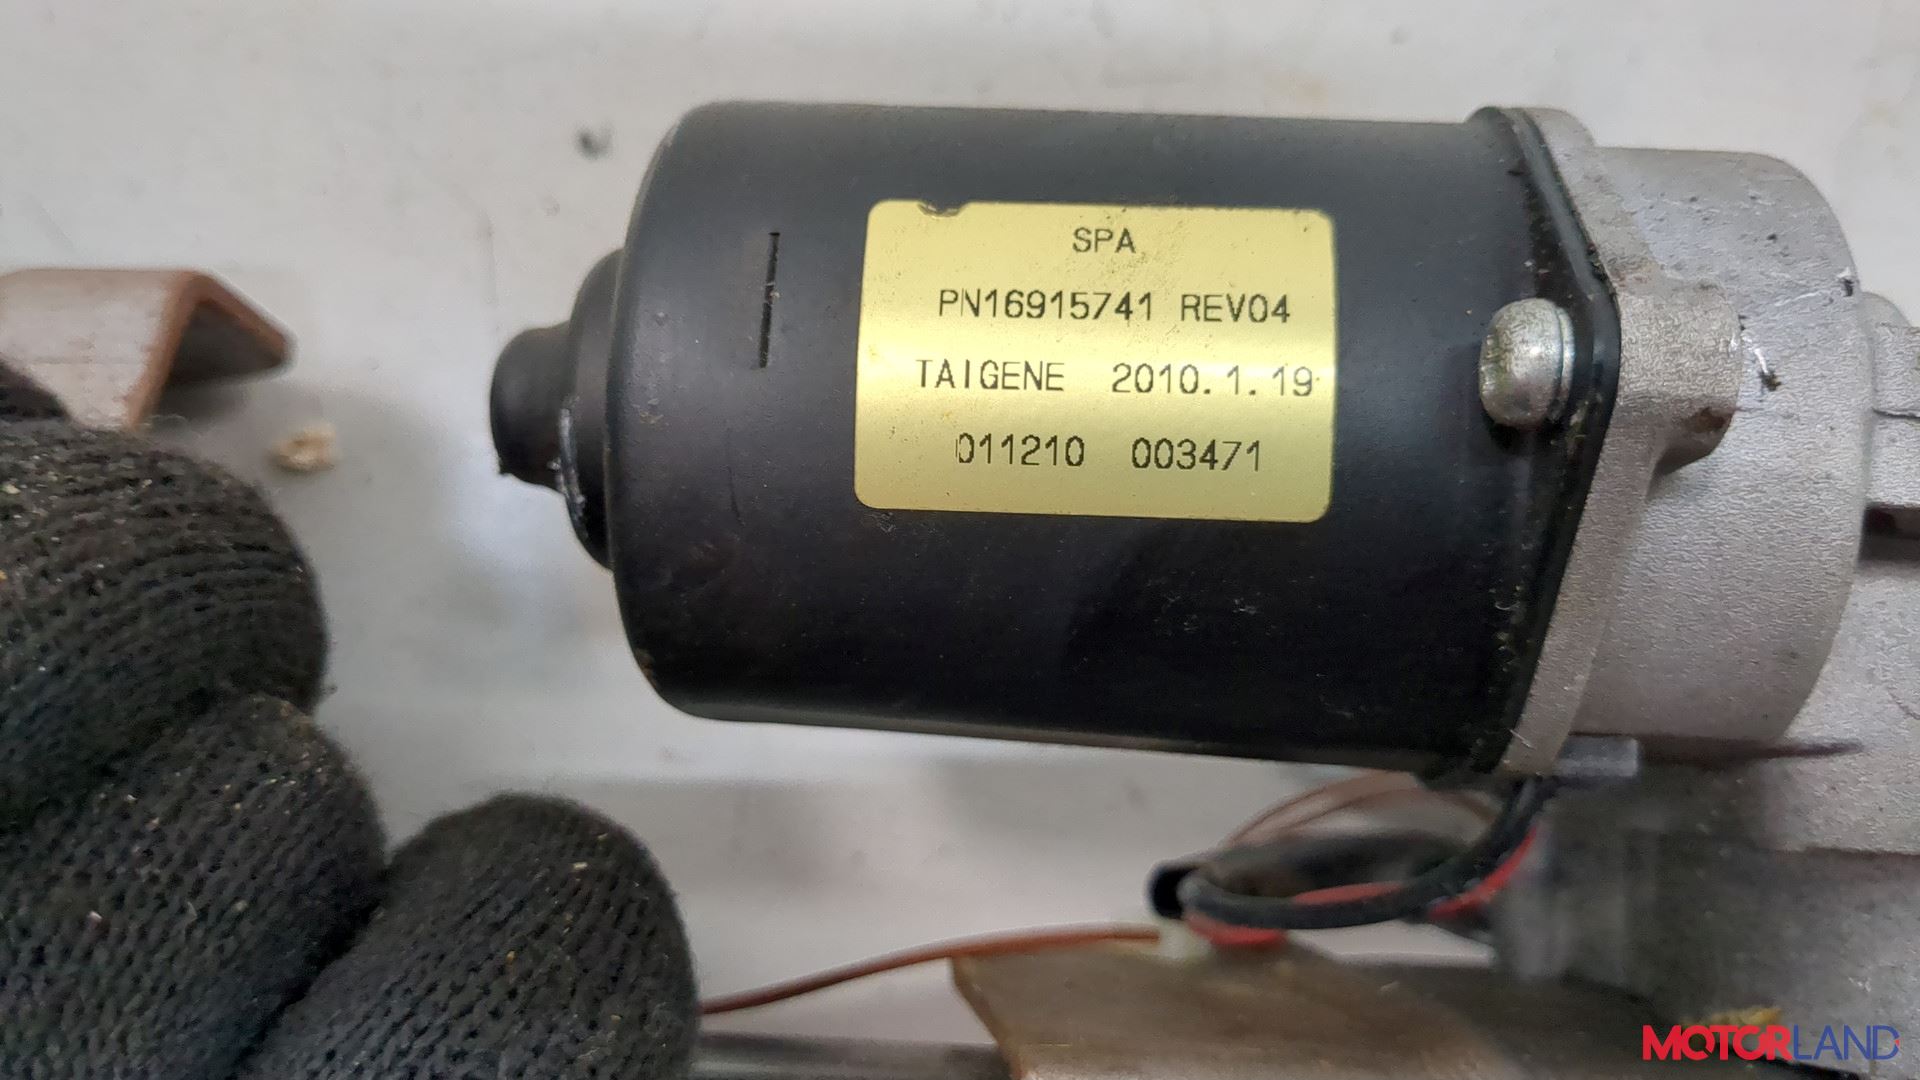 SPA
PN16915741 REV04
TAIGENE 2010.1.19
011210 003471
MOTORLAND